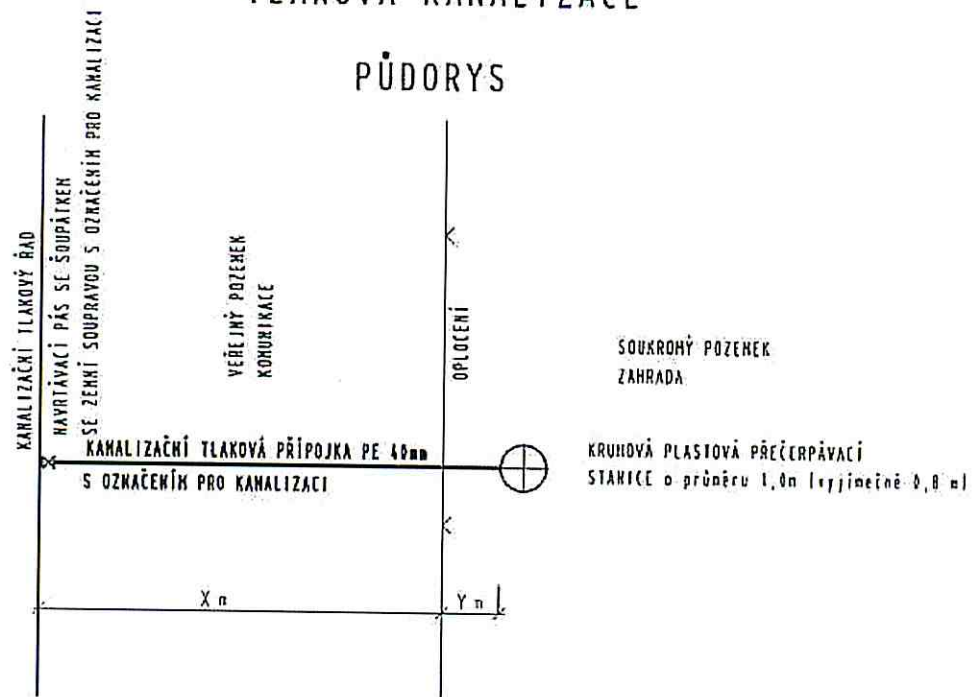 TLAKOVÁ KANALIZACE
PŮDORYS
KANALIZAČNÍ TLAKOVÝ ŘAD
NAVRTÁVACÍ PÁS SE ŠOUPÁTKEM
SE ZEMNÍ SOUPRAVOU S OZNAČENÍM PRO KANALIZACI
VEŘEJNÝ POZEMEK
KOMUNIKACE
OPLOCENÍ
SOUKROMÝ POZEMEK
ZAHRADA
KANALIZAČNÍ TLAKOVÁ PŘÍPOJKA PE 40mm
S OZNAČENÍM PRO KANALIZACI
KRUHOVÁ PLASTOVÁ PŘEČERPÁVACÍ
STANICE o průměru 1,0m (vyjímečně 0,8 m)
X m
Y m